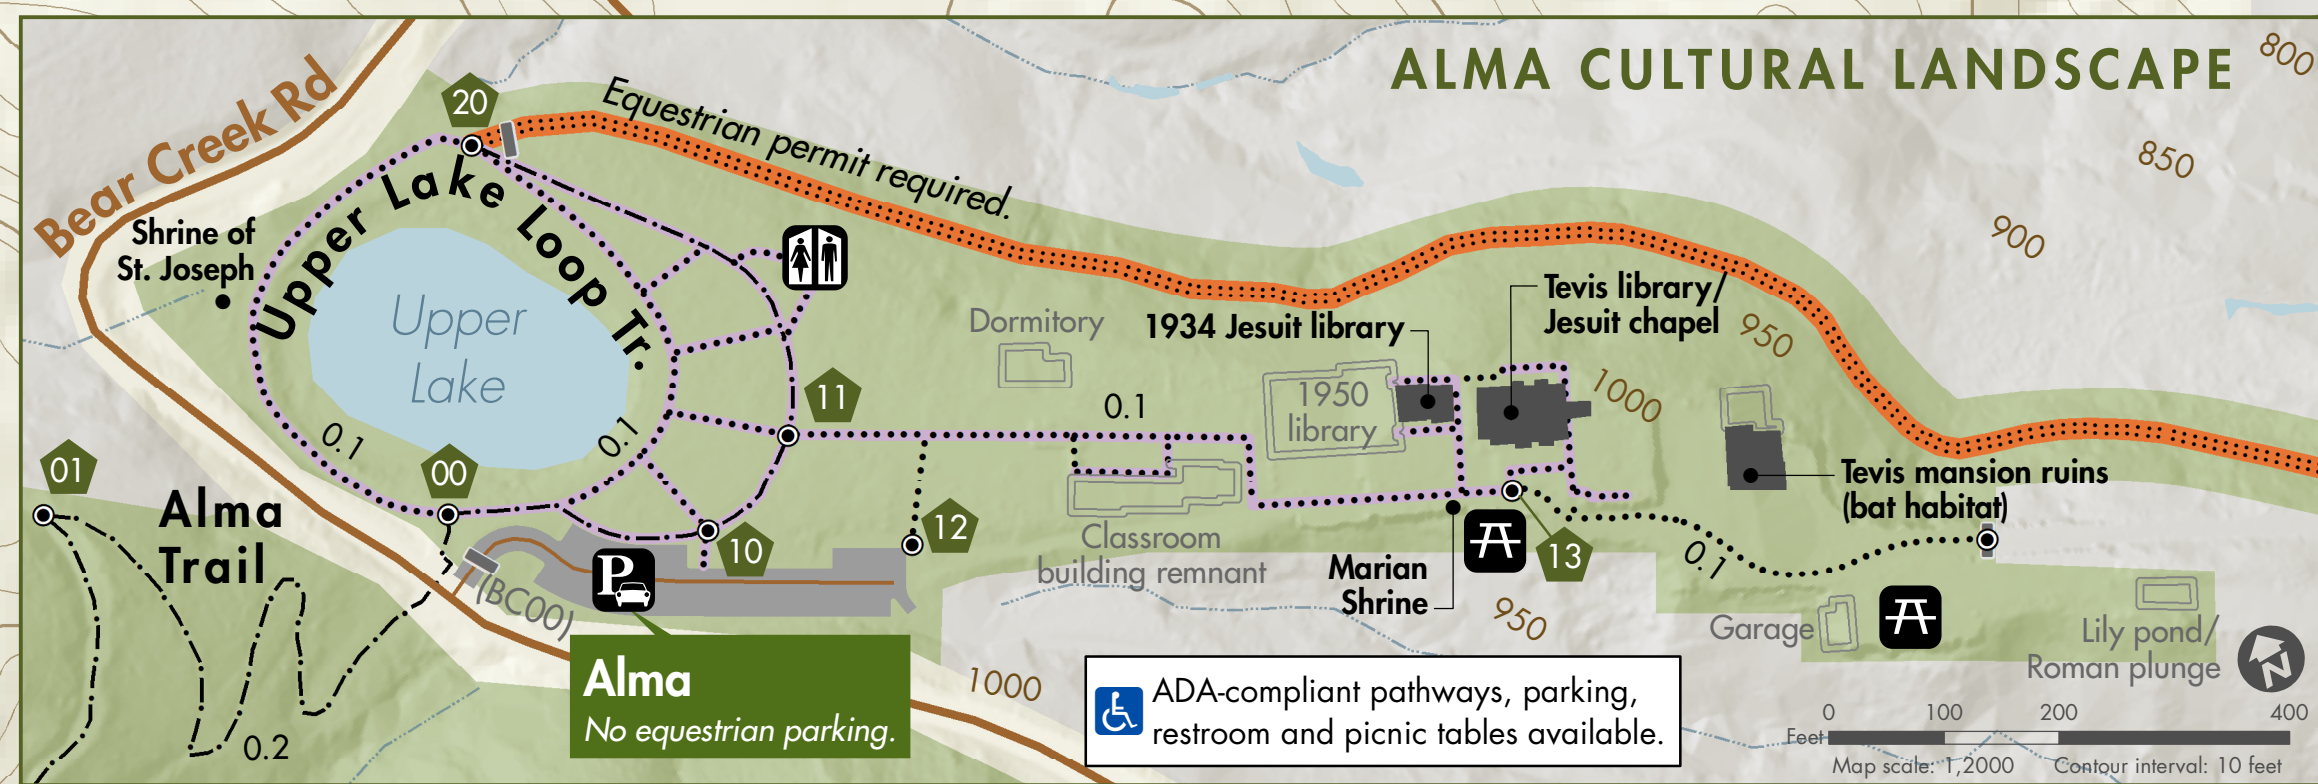 ALMA CULTURAL LANDSCAPE
800
850
900
950
1000
Bear Creek Rd
20
Equestrian permit required.
Upper Lake Loop Tr.
Shrine of
St. Joseph
Upper
Lake
0.1
0.1
00
01
Alma
Trail
0.2
(BC00)
P
10
11
12
Alma
No equestrian parking.
Dormitory
0.1
1934 Jesuit library
1950
library
Tevis library/
Jesuit chapel
Classroom
building remnant
Marian
Shrine
13
950
1000
0.1
Tevis mansion ruins
(bat habitat)
Garage
Lily pond/
Roman plunge
N
ADA-compliant pathways, parking,
restroom and picnic tables available.
0 100 200 400
Feet
Map scale: 1,2000 Contour interval: 10 feet